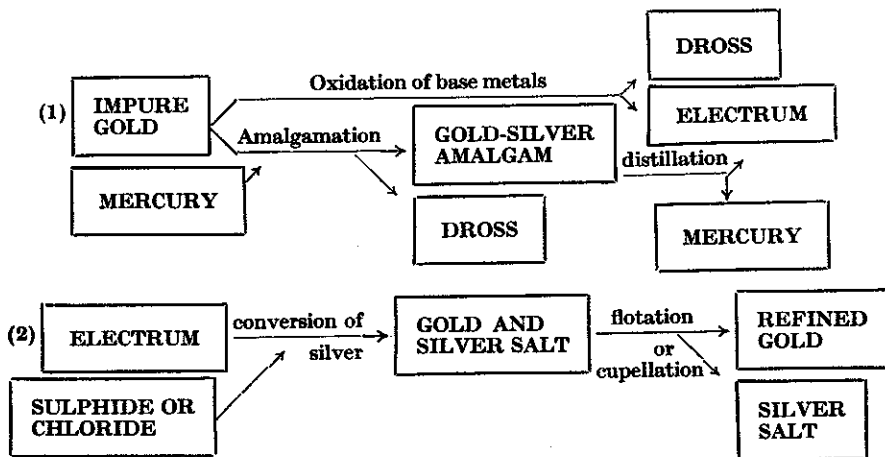 DROSS
Oxidation of base metals
(1) IMPURE
GOLD
ELECTRUM
Amalgamation
GOLD-SILVER
AMALGAM
distillation
MERCURY
DROSS
MERCURY
(2) ELECTRUM
conversion of
silver
GOLD AND
SILVER SALT
flotation
or
cupellation
REFINED
GOLD
SULPHIDE OR
CHLORIDE
SILVER
SALT